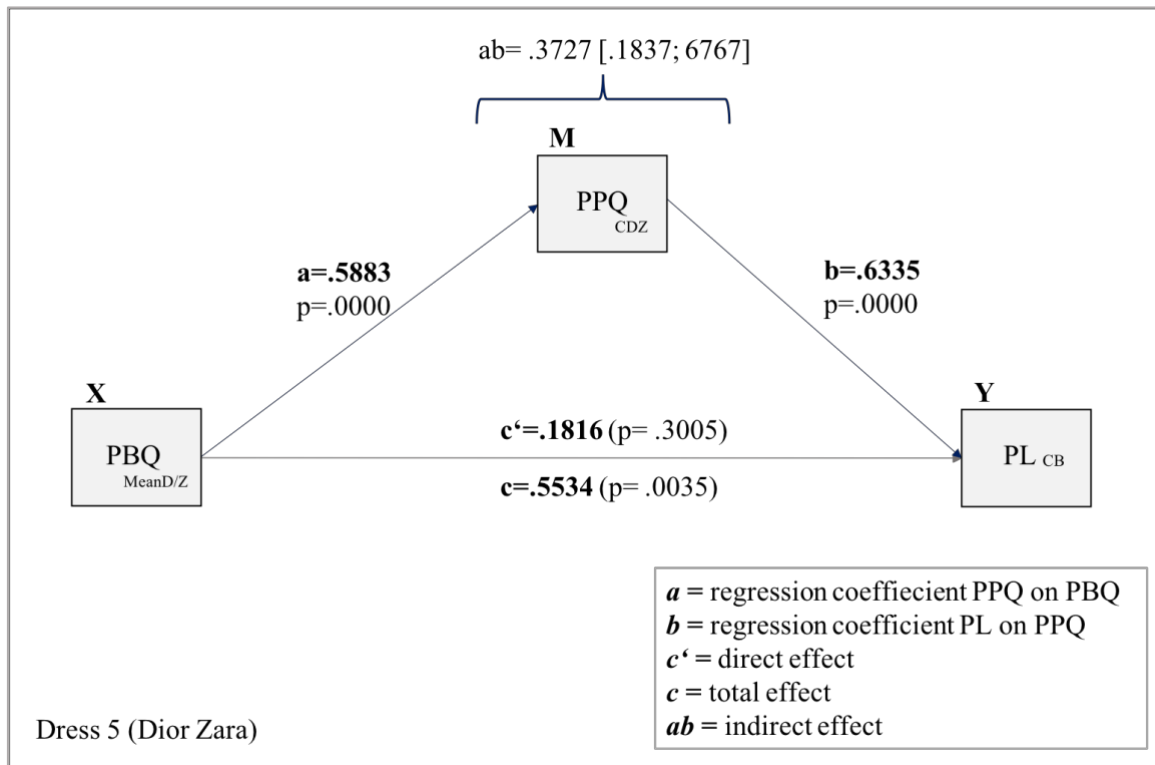 ab= .3727 [.1837; 6767]
M
PPQ
CDZ
a=.5883
p=.0000
b=.6335
p=.0000
X
PBQ
MeanD/Z
c‘=.1816 (p= .3005)
c=.5534 (p= .0035)
Y
PL CB
a = regression coeffiecient PPQ on PBQ
b = regression coefficient PL on PPQ
c‘ = direct effect
c = total effect
ab = indirect effect
Dress 5 (Dior Zara)